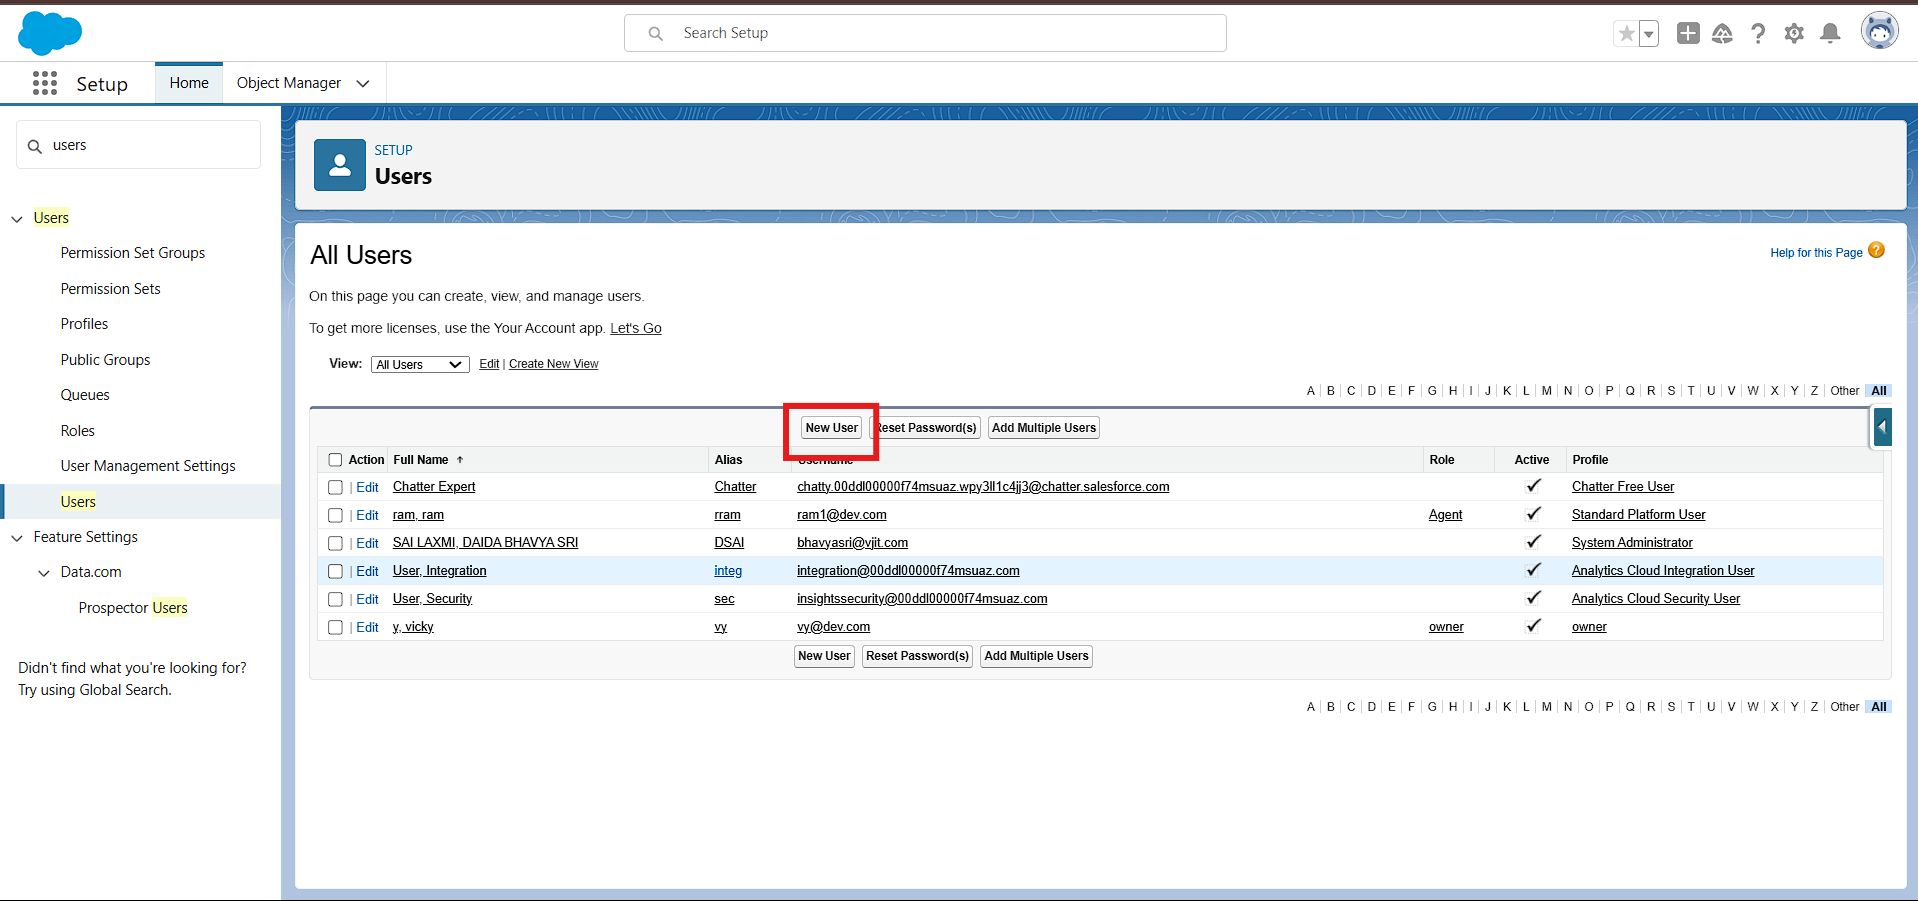 Search Setup
Setup
Home
Object Manager
users
Users
Permission Set Groups
Permission Sets
Profiles
Public Groups
Queues
Roles
User Management Settings
Users
Feature Settings
Data.com
Prospector Users
Didn't find what you're looking for?
Try using Global Search.
SETUP
Users
All Users
Help for this Page ?
On this page you can create, view, and manage users.
To get more licenses, use the Your Account app. Let's Go
View: All Users Edit | Create New View
A | B | C | D | E | F | G | H | I | J | K | L | M | N | O | P | Q | R | S | T | U | V | W | X | Y | Z | Other | All
New User Reset Password(s) Add Multiple Users
Action Full Name ↑ Alias Username Role Active Profile
| Edit Chatter Expert Chatter chatty.00ddl00000f74msuaz.wpy3ll1c4jj3@chatter.salesforce.com ✓ Chatter Free User
| Edit ram, ram rram ram1@dev.com Agent ✓ Standard Platform User
| Edit SAI LAXMI, DAIDA BHAVYA SRI DSAI bhavyasri@vjit.com ✓ System Administrator
| Edit User, Integration integ integration@00ddl00000f74msuaz.com ✓ Analytics Cloud Integration User
| Edit User, Security sec insightssecurity@00ddl00000f74msuaz.com ✓ Analytics Cloud Security User
| Edit y, vicky vy vy@dev.com owner ✓ owner
New User Reset Password(s) Add Multiple Users
A | B | C | D | E | F | G | H | I | J | K | L | M | N | O | P | Q | R | S | T | U | V | W | X | Y | Z | Other | All